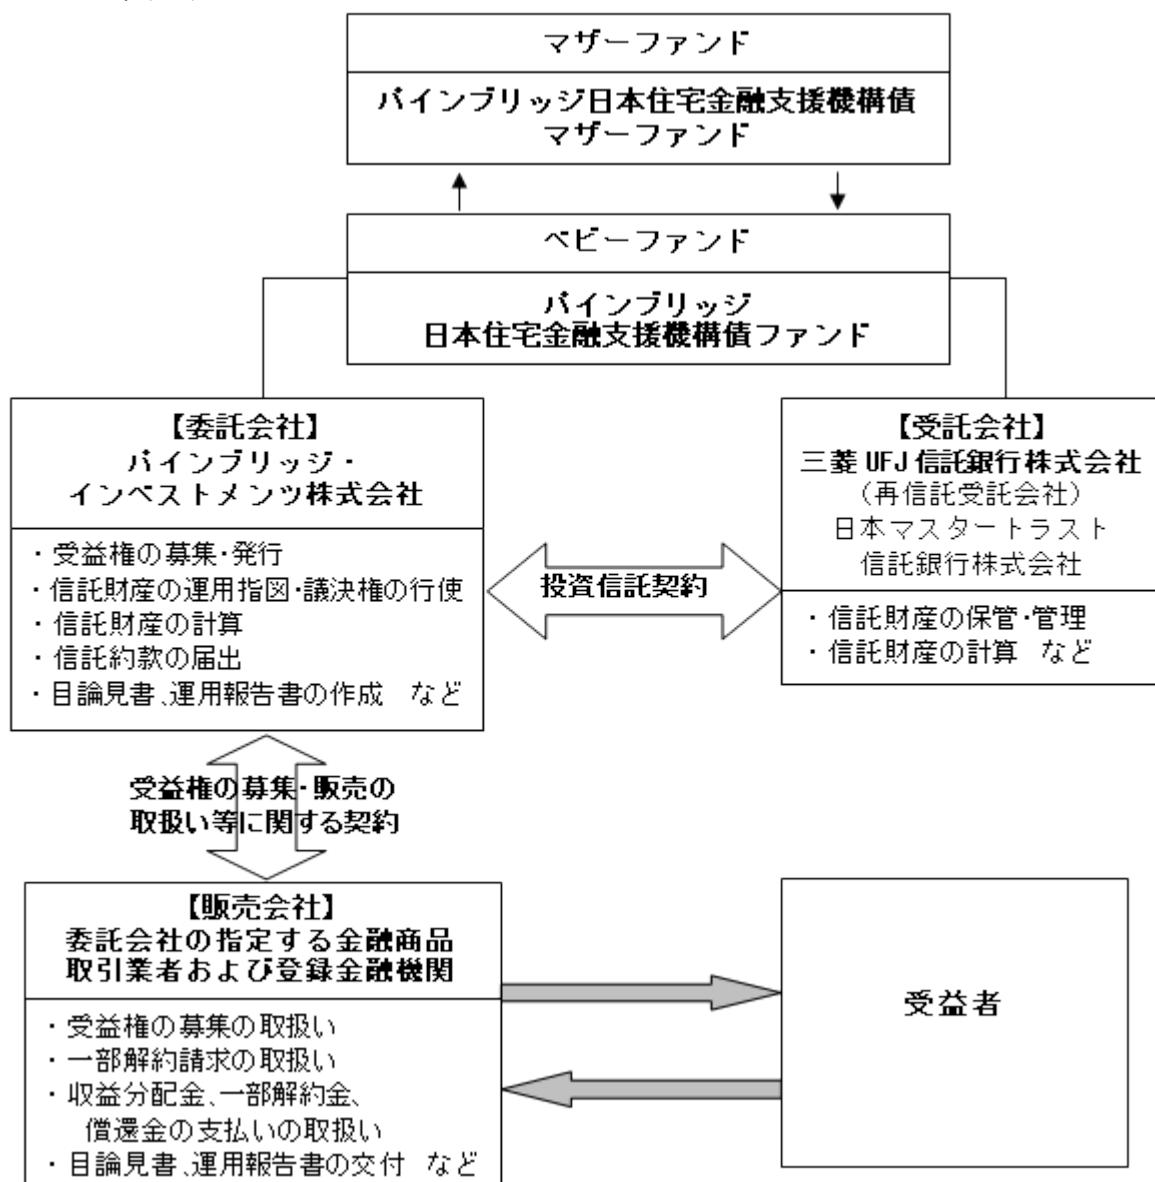 マザーファンド
パインブリッジ日本住宅金融支援機構債
マザーファンド
ベビーファンド
パインブリッジ
日本住宅金融支援機構債ファンド
【委託会社】
パインブリッジ・
インベストメンツ株式会社
・受益権の募集・発行
・信託財産の運用指図・議決権の行使
・信託財産の計算
・信託約款の届出
・目論見書、運用報告書の作成　など
投資信託契約
【受託会社】
三菱UFJ信託銀行株式会社
（再信託受託会社）
日本マスタートラスト
信託銀行株式会社
・信託財産の保管・管理
・信託財産の計算　など
受益権の募集・販売の
取扱い等に関する契約
【販売会社】
委託会社の指定する金融商品
取引業者および登録金融機関
・受益権の募集の取扱い
・一部解約請求の取扱い
・収益分配金、一部解約金、
償還金の支払いの取扱い
・目論見書、運用報告書の交付　など
受益者